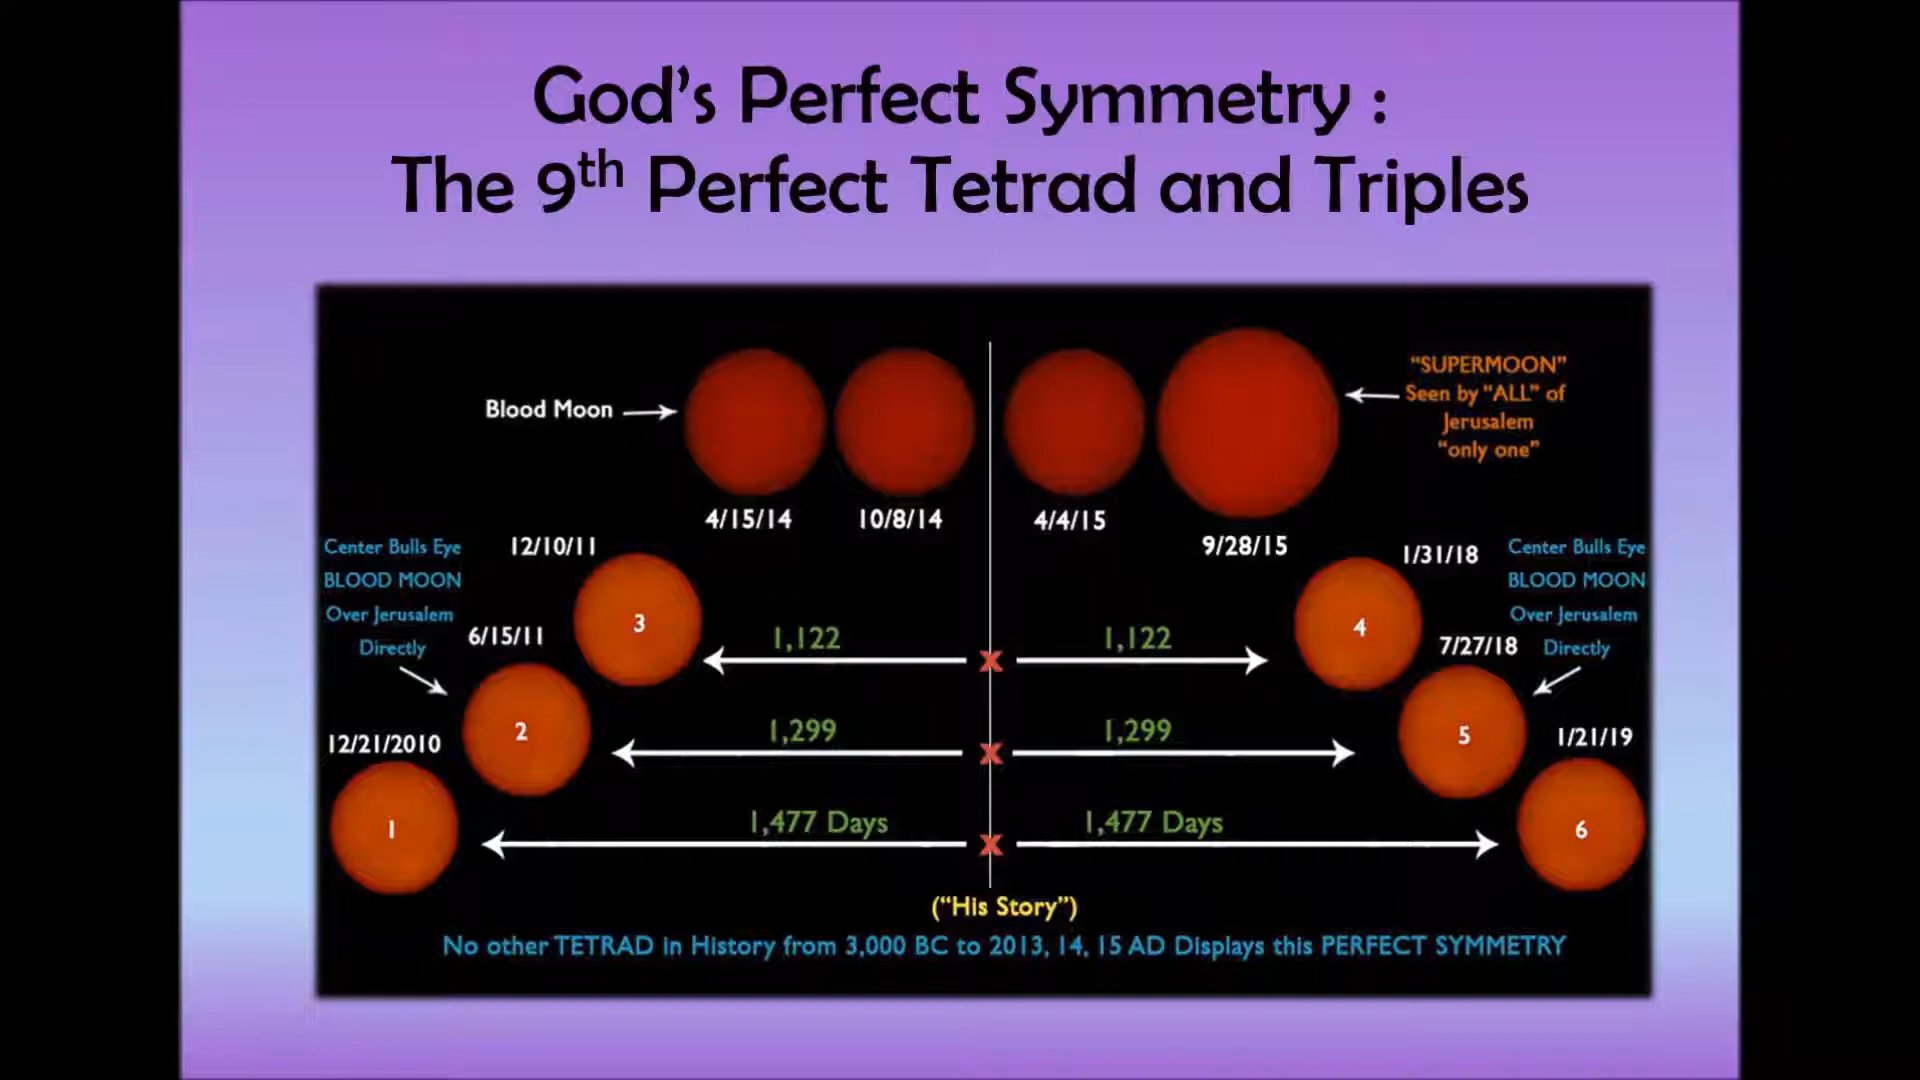 God's Perfect Symmetry :
The 9th Perfect Tetrad and Triples
Blood Moon
"SUPERMOON"
Seen by "ALL" of
Jerusalem
"only one"
4/15/14
10/8/14
4/4/15
9/28/15
Center Bulls Eye
BLOOD MOON
Over Jerusalem
Directly
12/10/11
3
6/15/11
2
12/21/2010
1
1,122
X
1,122
1,299
X
1,299
1,477 Days
X
1,477 Days
1/31/18
4
7/27/18
5
1/21/19
6
Center Bulls Eye
BLOOD MOON
Over Jerusalem
Directly
("His Story")
No other TETRAD in History from 3,000 BC to 2013, 14, 15 AD Displays this PERFECT SYMMETRY